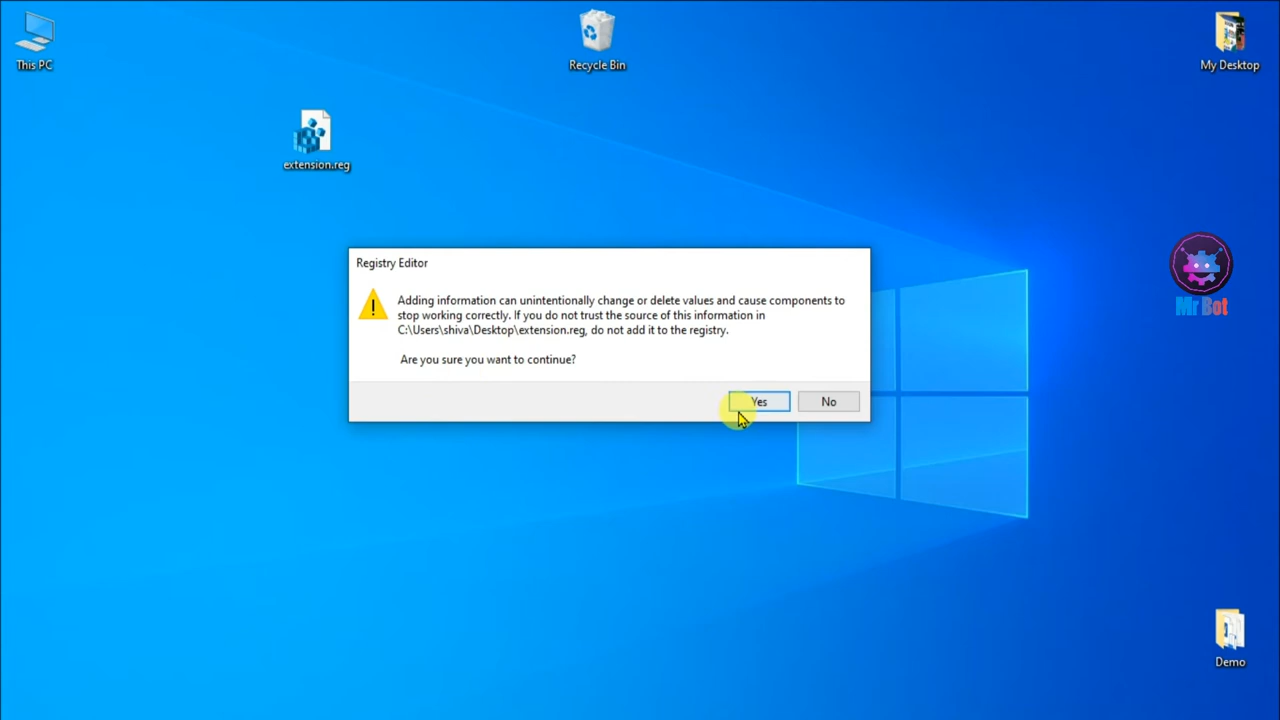 This PC
Recycle Bin
My Desktop
extension.reg
Registry Editor
Adding information can unintentionally change or delete values and cause components to
stop working correctly. If you do not trust the source of this information in
C:\Users\shiva\Desktop\extension.reg, do not add it to the registry.
Are you sure you want to continue?
Yes
No
Mr Bot
Demo